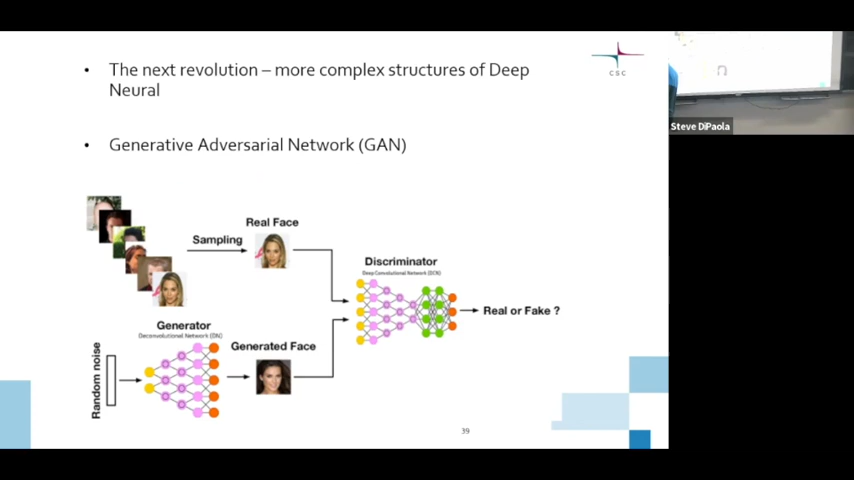 • The next revolution – more complex structures of Deep
Neural
• Generative Adversarial Network (GAN)
CSC
Steve DiPaola
Real Face
Sampling
Discriminator
Deep Convolutional Network (DCN)
Generator
Deconvolutional Network (DN)
Real or Fake ?
Generated Face
Random noise
39